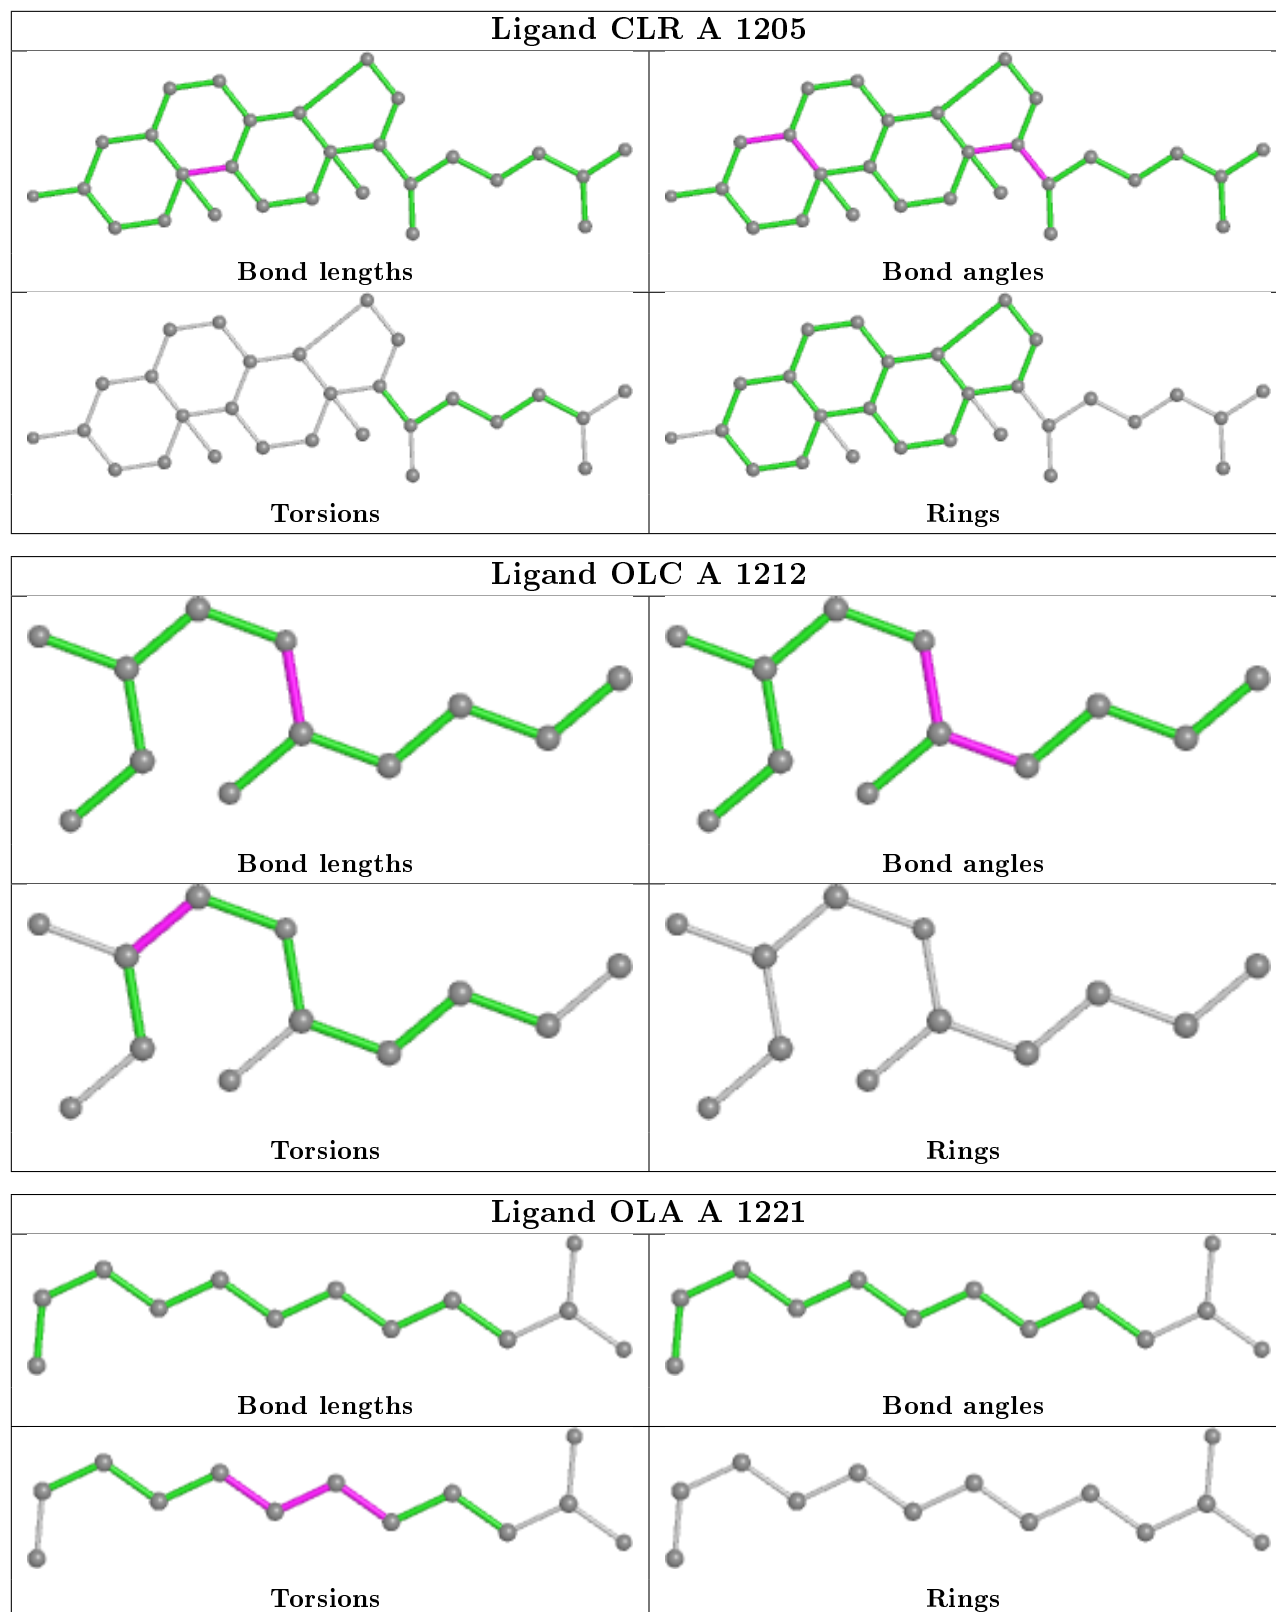 Ligand CLR A 1205
Bond lengths
Bond angles
Torsions
Rings
Ligand OLC A 1212
Bond lengths
Bond angles
Torsions
Rings
Ligand OLA A 1221
Bond lengths
Bond angles
Torsions
Rings